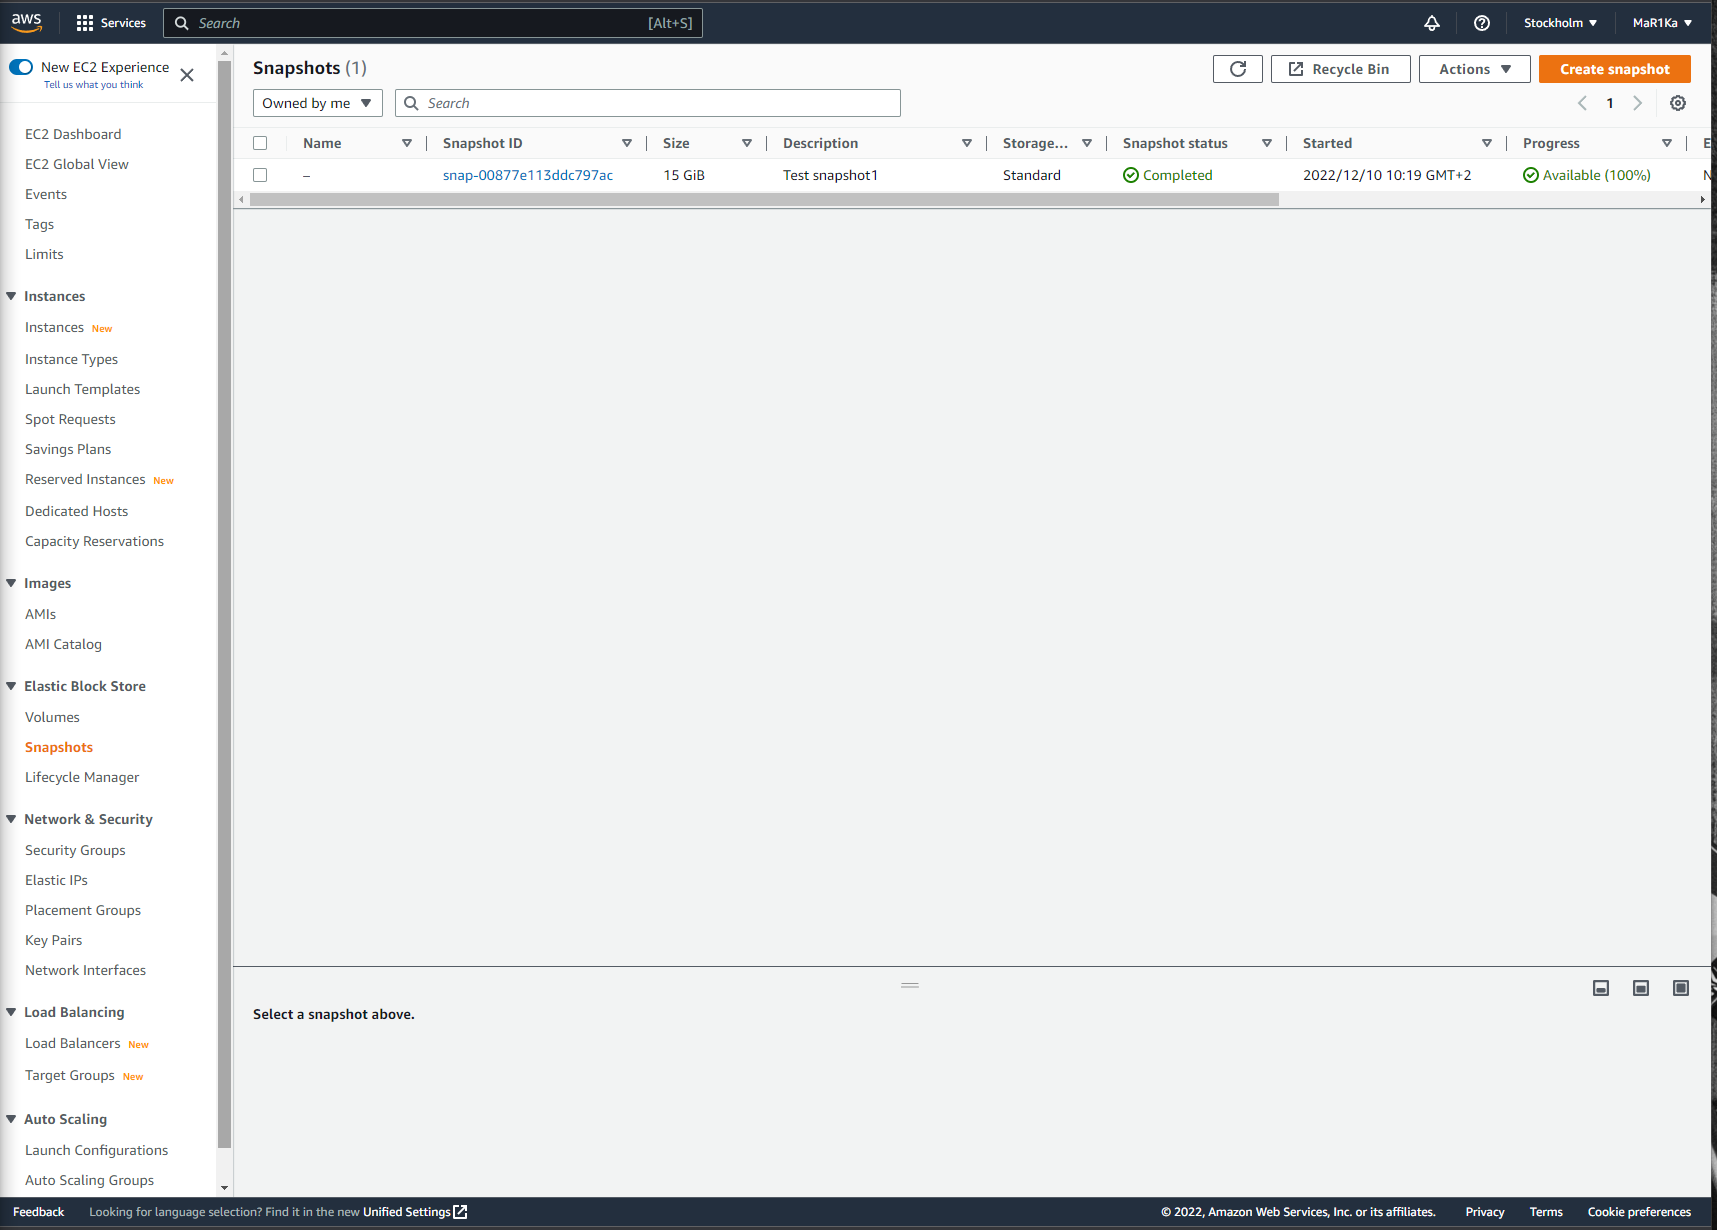 aws
Services
Search [Alt+S]
Stockholm
MaR1Ka
New EC2 Experience
Tell us what you think
EC2 Dashboard
EC2 Global View
Events
Tags
Limits
Instances
Instances New
Instance Types
Launch Templates
Spot Requests
Savings Plans
Reserved Instances New
Dedicated Hosts
Capacity Reservations
Images
AMIs
AMI Catalog
Elastic Block Store
Volumes
Snapshots
Lifecycle Manager
Network & Security
Security Groups
Elastic IPs
Placement Groups
Key Pairs
Network Interfaces
Load Balancing
Load Balancers New
Target Groups New
Auto Scaling
Launch Configurations
Auto Scaling Groups
Snapshots (1)
Recycle Bin
Actions
Create snapshot
Owned by me
Search
1
Name Snapshot ID Size Description Storage... Snapshot status Started Progress
– snap-00877e113ddc797ac 15 GiB Test snapshot1 Standard Completed 2022/12/10 10:19 GMT+2 Available (100%)
Select a snapshot above.
Feedback Looking for language selection? Find it in the new Unified Settings © 2022, Amazon Web Services, Inc. or its affiliates. Privacy Terms Cookie preferences